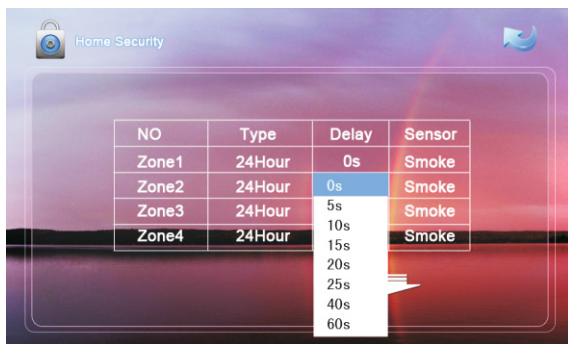 Home Security
NO Type Delay Sensor
Zone1 24Hour 0s Smoke
Zone2 24Hour Smoke
Zone3 24Hour Smoke
Zone4 24Hour Smoke
0s
5s
10s
15s
20s
25s
40s
60s